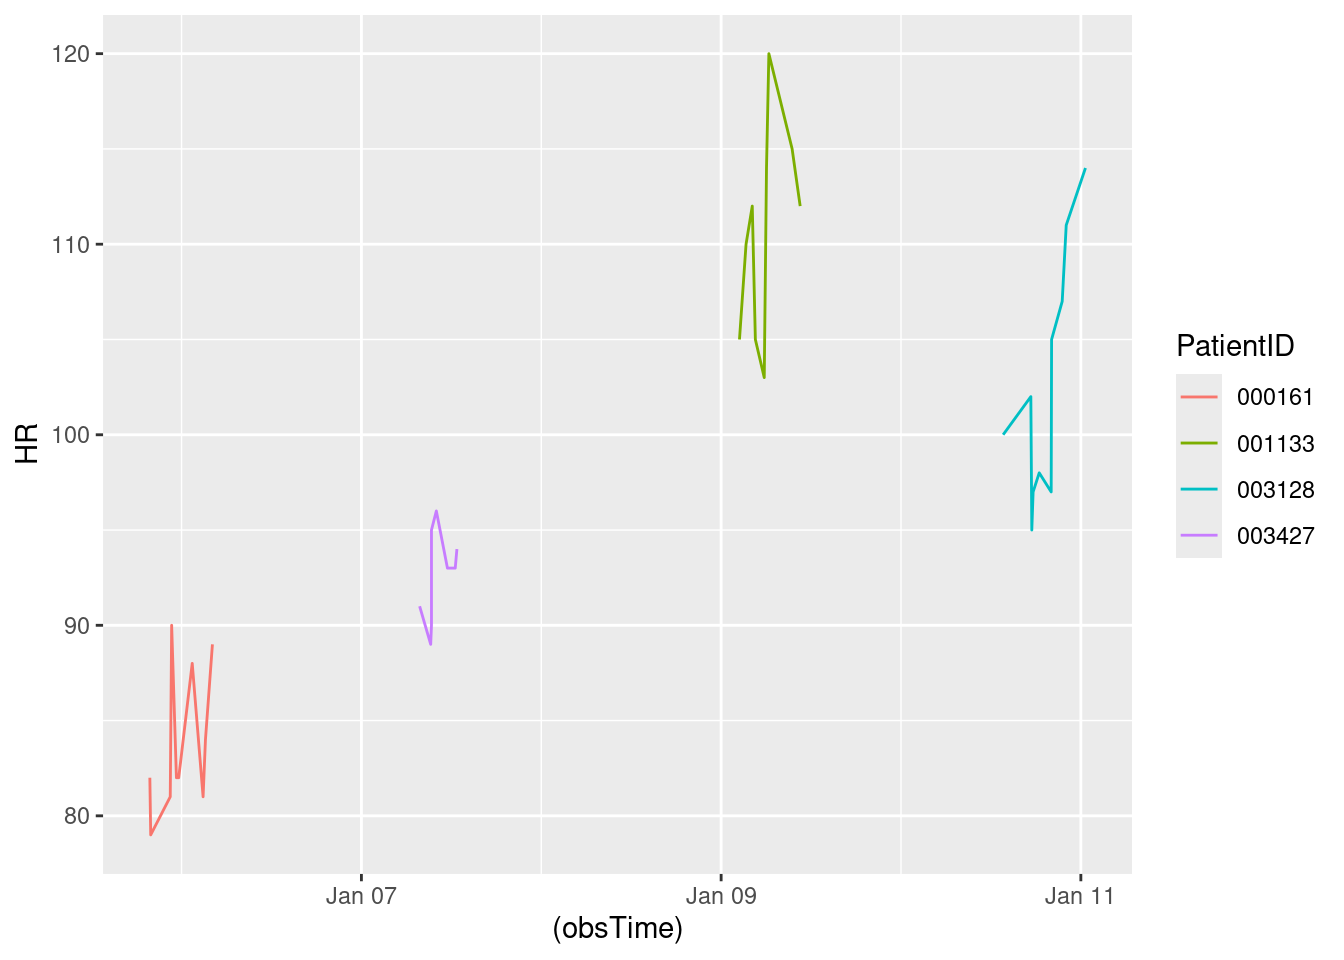 120
110
100
90
80
HR
Jan 07
Jan 09
Jan 11
(obsTime)
PatientID
000161
001133
003128
003427